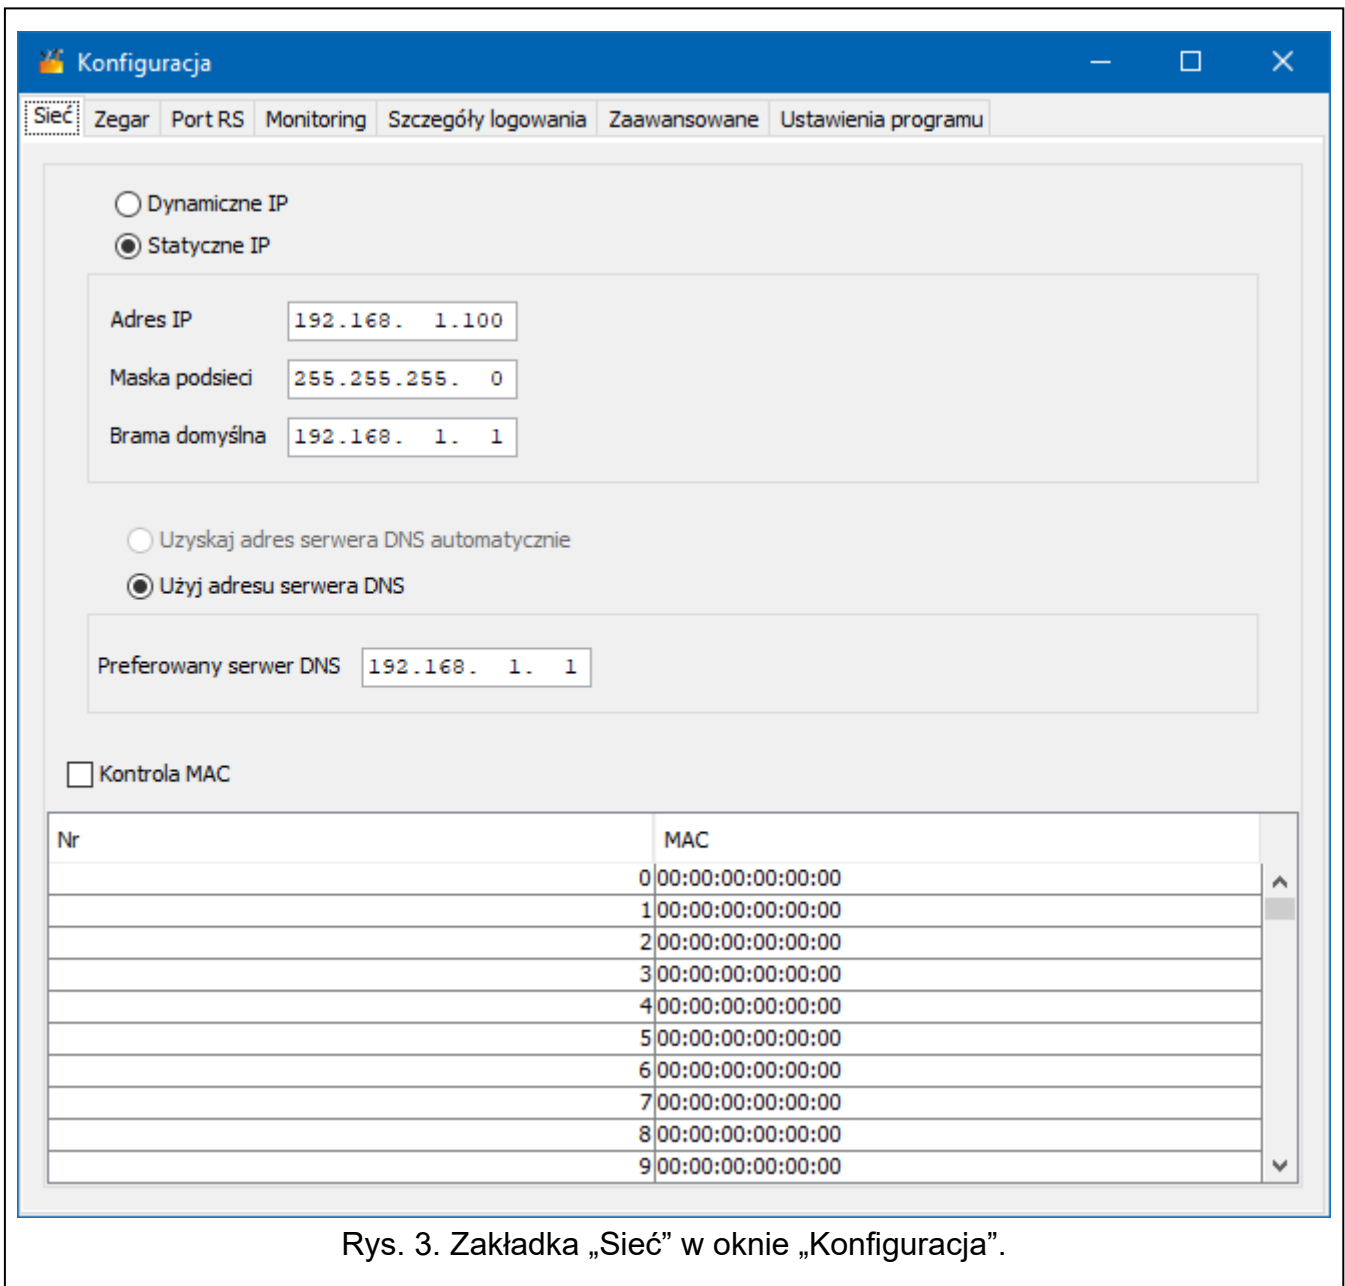 Konfiguracja
Sieć Zegar Port RS Monitoring Szczegóły logowania Zaawansowane Ustawienia programu
Dynamiczne IP
Statyczne IP
Adres IP 192.168. 1.100
Maska podsieci 255.255.255. 0
Brama domyślna 192.168. 1. 1
Uzyskaj adres serwera DNS automatycznie
Użyj adresu serwera DNS
Preferowany serwer DNS 192.168. 1. 1
Kontrola MAC
Nr MAC
0 00:00:00:00:00:00
1 00:00:00:00:00:00
2 00:00:00:00:00:00
3 00:00:00:00:00:00
4 00:00:00:00:00:00
5 00:00:00:00:00:00
6 00:00:00:00:00:00
7 00:00:00:00:00:00
8 00:00:00:00:00:00
9 00:00:00:00:00:00
Rys. 3. Zakładka „Sieć” w oknie „Konfiguracja”.